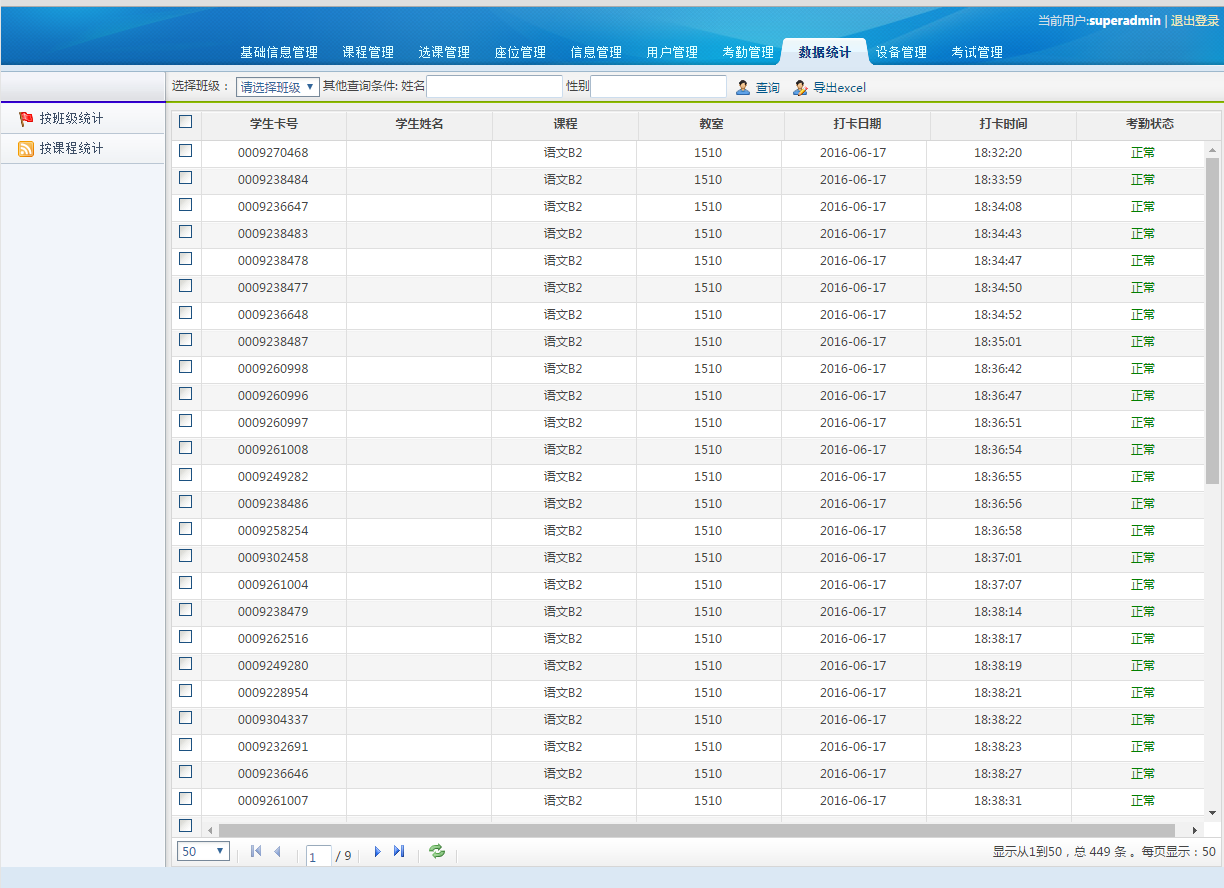 当前用户:superadmin | 退出登录
基础信息管理 课程管理 选课管理 座位管理 信息管理 用户管理 考勤管理 数据统计 设备管理 考试管理
选择班级： 请选择班级 其他查询条件: 姓名 性别 查询 导出excel
按班级统计
按课程统计
学生卡号 学生姓名 课程 教室 打卡日期 打卡时间 考勤状态
0009270468 语文B2 1510 2016-06-17 18:32:20 正常
0009238484 语文B2 1510 2016-06-17 18:33:59 正常
0009236647 语文B2 1510 2016-06-17 18:34:08 正常
0009238483 语文B2 1510 2016-06-17 18:34:43 正常
0009238478 语文B2 1510 2016-06-17 18:34:47 正常
0009238477 语文B2 1510 2016-06-17 18:34:50 正常
0009236648 语文B2 1510 2016-06-17 18:34:52 正常
0009238487 语文B2 1510 2016-06-17 18:35:01 正常
0009260998 语文B2 1510 2016-06-17 18:36:42 正常
0009260996 语文B2 1510 2016-06-17 18:36:47 正常
0009260997 语文B2 1510 2016-06-17 18:36:51 正常
0009261008 语文B2 1510 2016-06-17 18:36:54 正常
0009249282 语文B2 1510 2016-06-17 18:36:55 正常
0009238486 语文B2 1510 2016-06-17 18:36:56 正常
0009258254 语文B2 1510 2016-06-17 18:36:58 正常
0009302458 语文B2 1510 2016-06-17 18:37:01 正常
0009261004 语文B2 1510 2016-06-17 18:37:07 正常
0009238479 语文B2 1510 2016-06-17 18:38:14 正常
0009262516 语文B2 1510 2016-06-17 18:38:17 正常
0009249280 语文B2 1510 2016-06-17 18:38:19 正常
0009228954 语文B2 1510 2016-06-17 18:38:21 正常
0009304337 语文B2 1510 2016-06-17 18:38:22 正常
0009232691 语文B2 1510 2016-06-17 18:38:23 正常
0009236646 语文B2 1510 2016-06-17 18:38:27 正常
0009261007 语文B2 1510 2016-06-17 18:38:31 正常
50 1 / 9 显示从1到50，总 449 条 。每页显示：50